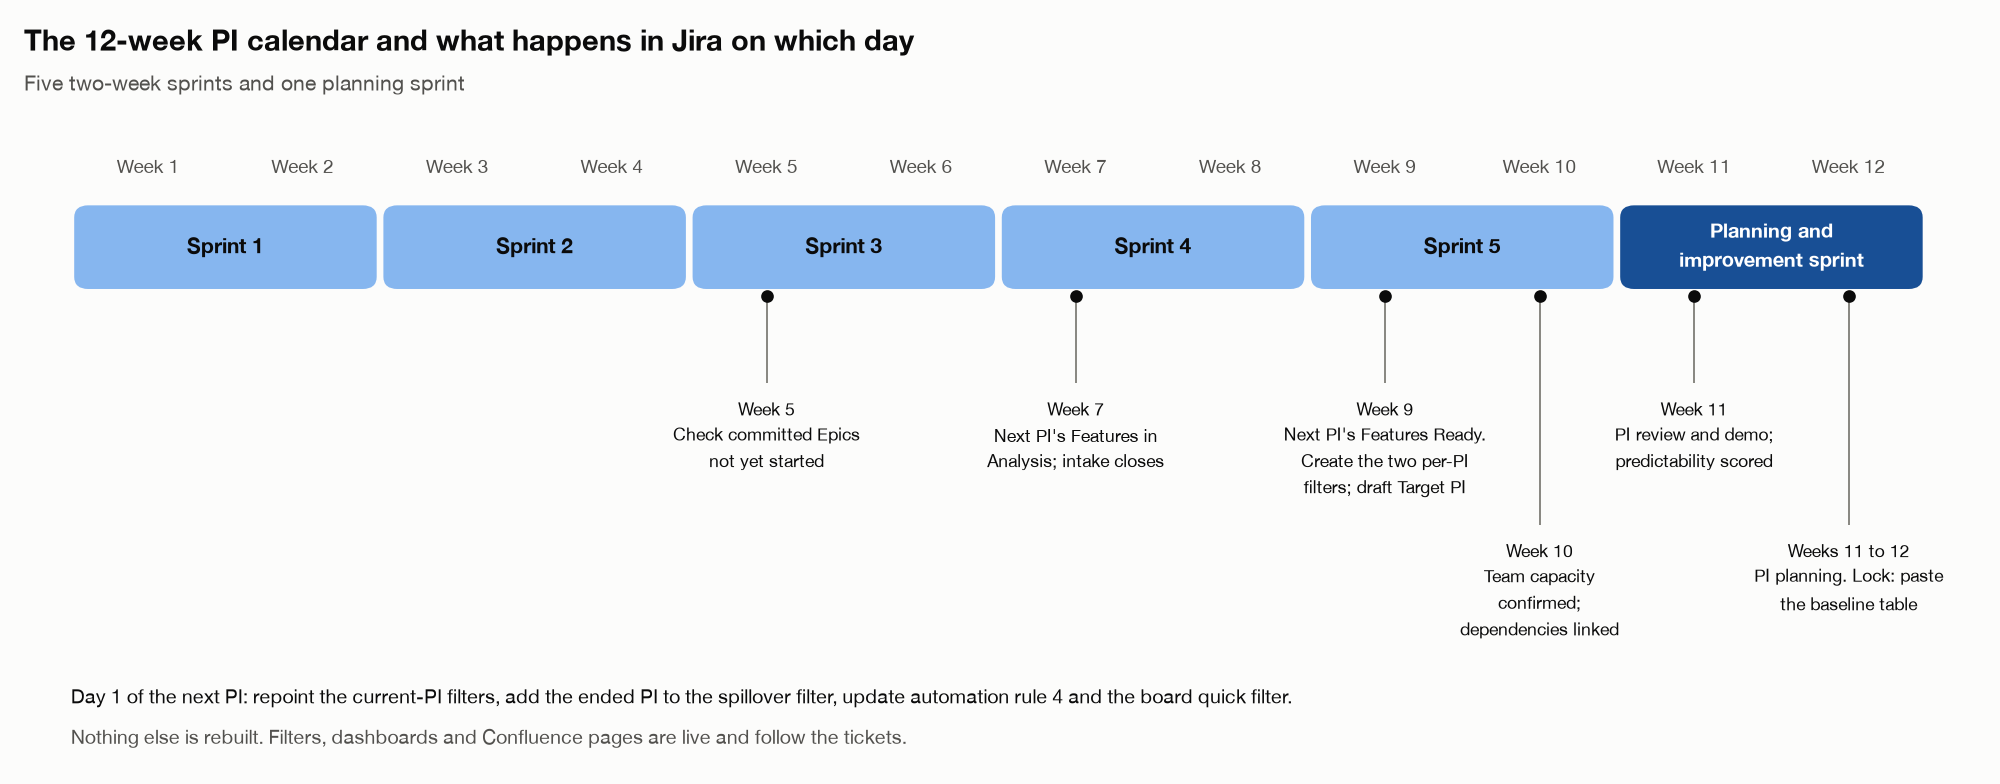 The 12-week PI calendar and what happens in Jira on which day
Five two-week sprints and one planning sprint
Week 1
Week 2
Week 3
Week 4
Week 5
Week 6
Week 7
Week 8
Week 9
Week 10
Week 11
Week 12
Sprint 1
Sprint 2
Sprint 3
Sprint 4
Sprint 5
Planning and
improvement sprint
Week 5
Check committed Epics
not yet started
Week 7
Next PI's Features in
Analysis; intake closes
Week 9
Next PI's Features Ready.
Create the two per-PI
filters; draft Target PI
Week 10
Team capacity
confirmed;
dependencies linked
Week 11
PI review and demo;
predictability scored
Weeks 11 to 12
PI planning. Lock: paste
the baseline table
Day 1 of the next PI: repoint the current-PI filters, add the ended PI to the spillover filter, update automation rule 4 and the board quick filter.
Nothing else is rebuilt. Filters, dashboards and Confluence pages are live and follow the tickets.